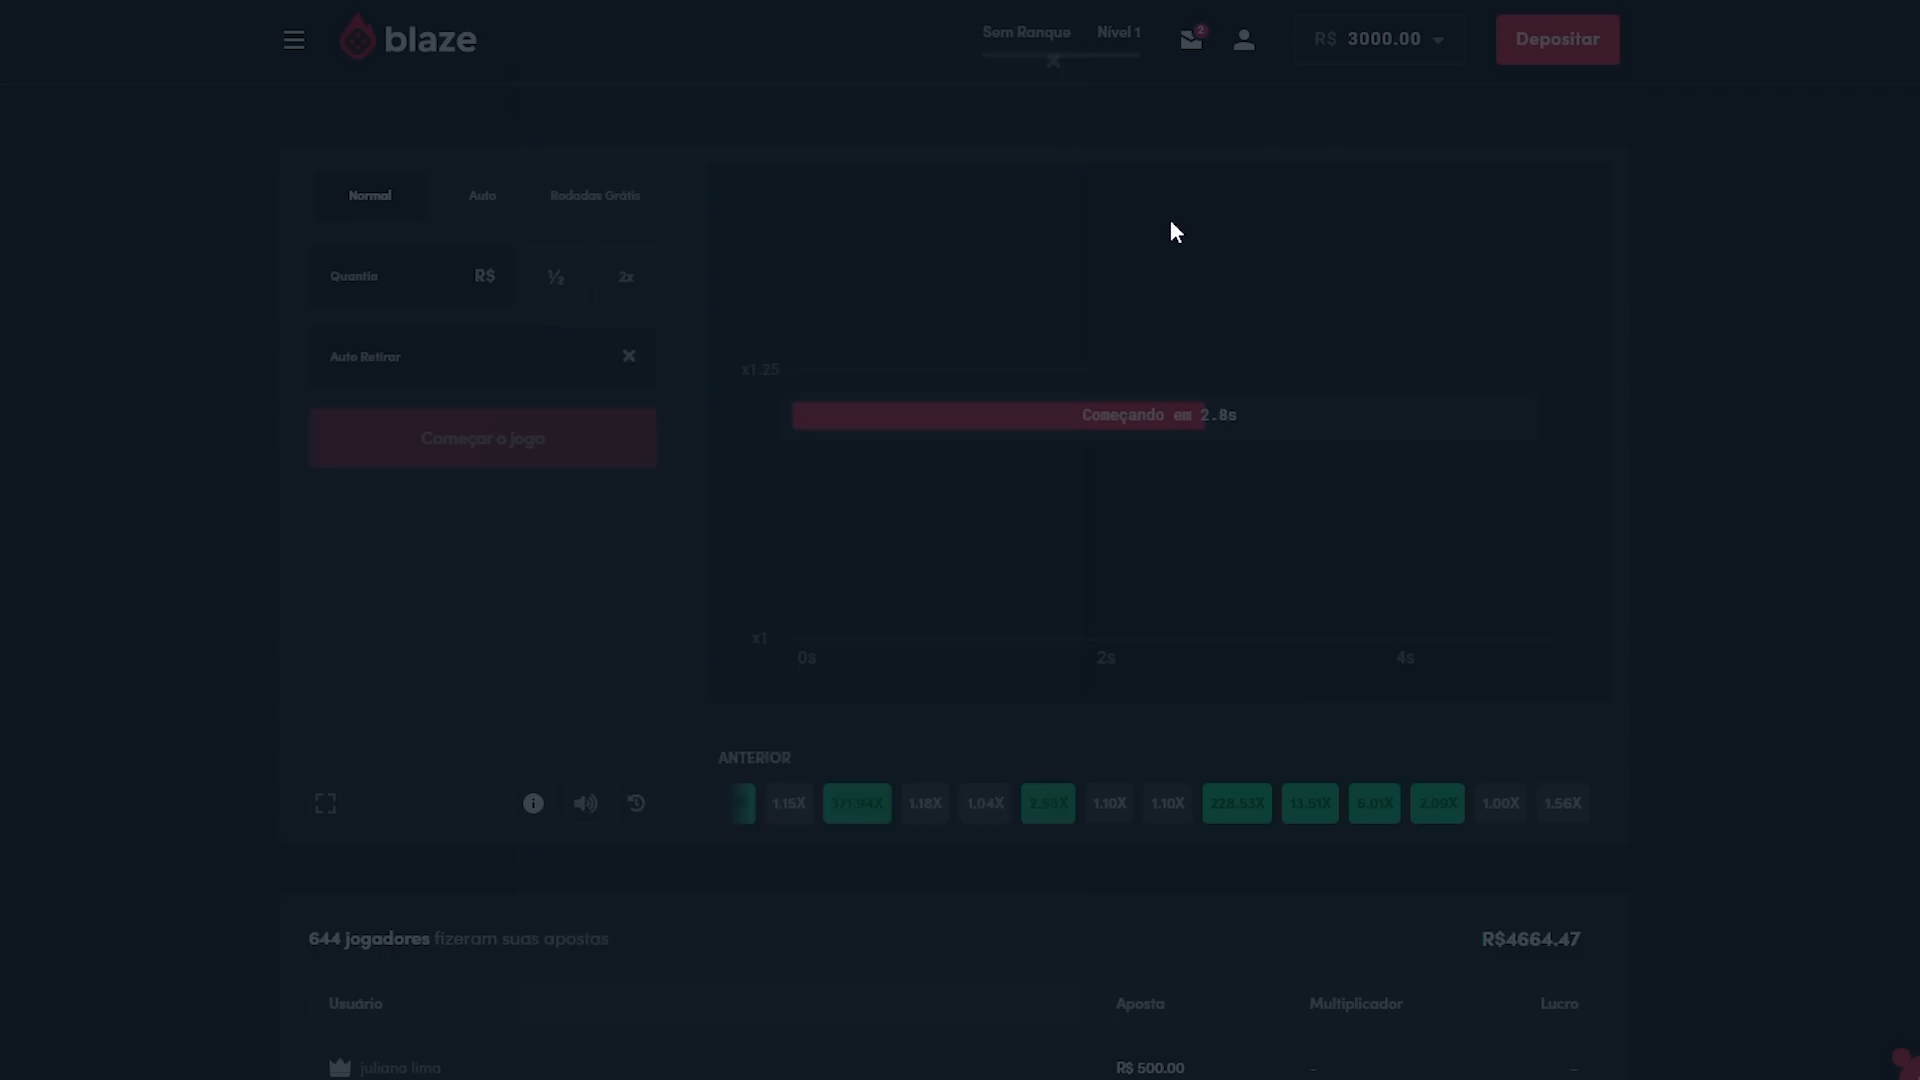 blaze
Sem Ranque Nível 1
2
R$ 3000.00
Depositar
Normal Auto Rodadas Grátis
Quantia R$ ½ 2x
Auto Retirar
Começar o jogo
x1.25
Começando em 2.8s
x1
0s 2s 4s
ANTERIOR
1.15X 371.94X 1.18X 1.04X 1.10X 1.10X 228.53X 13.51X 6.01X 2.09X 1.00X 1.56X
644 jogadores fizeram suas apostas R$4664.47
Usuário Aposta Multiplicador Lucro
juliana lima R$ 500.00 - -